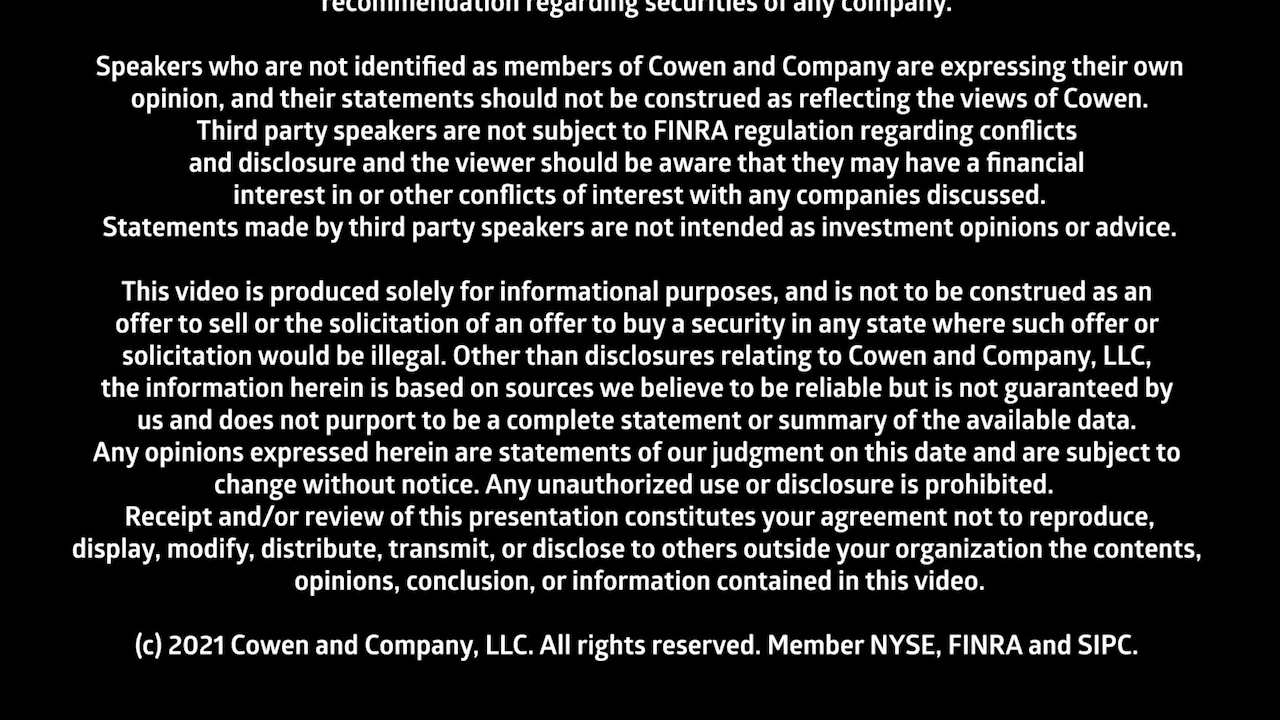 recommendation regarding securities of any company.
Speakers who are not identified as members of Cowen and Company are expressing their own
opinion, and their statements should not be construed as reflecting the views of Cowen.
Third party speakers are not subject to FINRA regulation regarding conflicts
and disclosure and the viewer should be aware that they may have a financial
interest in or other conflicts of interest with any companies discussed.
Statements made by third party speakers are not intended as investment opinions or advice.
This video is produced solely for informational purposes, and is not to be construed as an
offer to sell or the solicitation of an offer to buy a security in any state where such offer or
solicitation would be illegal. Other than disclosures relating to Cowen and Company, LLC,
the information herein is based on sources we believe to be reliable but is not guaranteed by
us and does not purport to be a complete statement or summary of the available data.
Any opinions expressed herein are statements of our judgment on this date and are subject to
change without notice. Any unauthorized use or disclosure is prohibited.
Receipt and/or review of this presentation constitutes your agreement not to reproduce,
display, modify, distribute, transmit, or disclose to others outside your organization the contents,
opinions, conclusion, or information contained in this video.
(c) 2021 Cowen and Company, LLC. All rights reserved. Member NYSE, FINRA and SIPC.